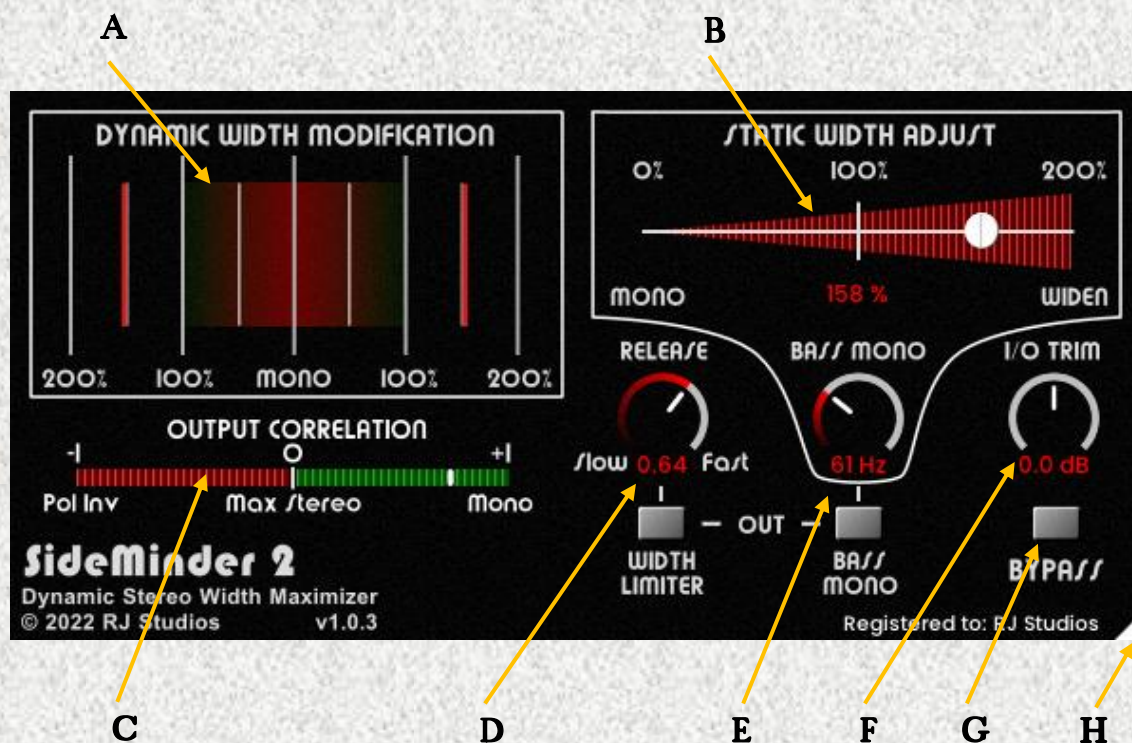 A B
DYNAMIC WIDTH MODIFICATION
200% 100% MONO 100% 200%
STATIC WIDTH ADJUST
0% 100% 200%
158 %
MONO WIDEN
RELEASE BASS MONO I/O TRIM
Slow 0,64 Fast 61 Hz 0.0 dB
OUTPUT CORRELATION
-1 0 +1
Pol Inv Max Stereo Mono
OUT
WIDTH
LIMITER
BASS
MONO
BYPASS
SideMinder 2
Dynamic Stereo Width Maximizer
© 2022 RJ Studios v1.0.3
Registered to: RJ Studios
C D E F G H